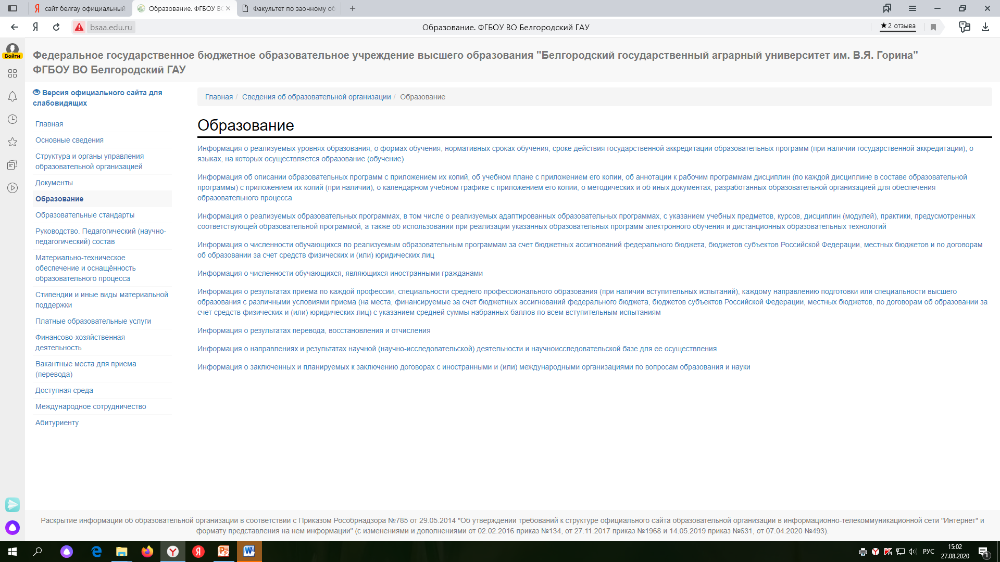 сайт белгау официальный
Образование. ФГБОУ ВО
Факультет по заочному об
bsaa.edu.ru
Образование. ФГБОУ ВО Белгородский ГАУ
★2 отзыва
Войти
Федеральное государственное бюджетное образовательное учреждение высшего образования "Белгородский государственный аграрный университет им. В.Я. Горина"
ФГБОУ ВО Белгородский ГАУ
Версия официального сайта для
слабовидящих
Главная
Основные сведения
Структура и органы управления
образовательной организацией
Документы
Образование
Образовательные стандарты
Руководство. Педагогический (научно-
педагогический) состав
Материально-техническое
обеспечение и оснащённость
образовательного процесса
Стипендии и иные виды материальной
поддержки
Платные образовательные услуги
Финансово-хозяйственная
деятельность
Вакантные места для приема
(перевода)
Доступная среда
Международное сотрудничество
Абитуриенту
Главная / Сведения об образовательной организации / Образование
Образование
Информация о реализуемых уровнях образования, о формах обучения, нормативных сроках обучения, сроке действия государственной аккредитации образовательных программ (при наличии государственной аккредитации), о
языках, на которых осуществляется образование (обучение)
Информация об описании образовательных программ с приложением их копий, об учебном плане с приложением его копии, об аннотации к рабочим программам дисциплин (по каждой дисциплине в составе образовательной
программы) с приложением их копий (при наличии), о календарном учебном графике с приложением его копии, о методических и об иных документах, разработанных образовательной организацией для обеспечения
образовательного процесса
Информация о реализуемых образовательных программах, в том числе о реализуемых адаптированных образовательных программах, с указанием учебных предметов, курсов, дисциплин (модулей), практики, предусмотренных
соответствующей образовательной программой, а также об использовании при реализации указанных образовательных программ электронного обучения и дистанционных образовательных технологий
Информация о численности обучающихся по реализуемым образовательным программам за счет бюджетных ассигнований федерального бюджета, бюджетов субъектов Российской Федерации, местных бюджетов и по договорам
об образовании за счет средств физических и (или) юридических лиц
Информация о численности обучающихся, являющихся иностранными гражданами
Информация о результатах приема по каждой профессии, специальности среднего профессионального образования (при наличии вступительных испытаний), каждому направлению подготовки или специальности высшего
образования с различными условиями приема (на места, финансируемые за счет бюджетных ассигнований федерального бюджета, бюджетов субъектов Российской Федерации, местных бюджетов, по договорам об образовании за
счет средств физических и (или) юридических лиц) с указанием средней суммы набранных баллов по всем вступительным испытаниям
Информация о результатах перевода, восстановления и отчисления
Информация о направлениях и результатах научной (научно-исследовательской) деятельности и научноисследовательской базе для ее осуществления
Информация о заключенных и планируемых к заключению договорах с иностранными и (или) международными организациями по вопросам образования и науки
Раскрытие информации об образовательной организации в соответствии с Приказом Рособрнадзора №785 от 29.05.2014 "Об утверждении требований к структуре официального сайта образовательной организации в информационно-телекоммуникационной сети "Интернет" и
формату представления на нем информации" (с изменениями и дополнениями от 02.02.2016 приказ №134, от 27.11.2017 приказ №1968 и 14.05.2019 приказ №631, от 07.04.2020 №493).
РУС
15:02
27.08.2020
1